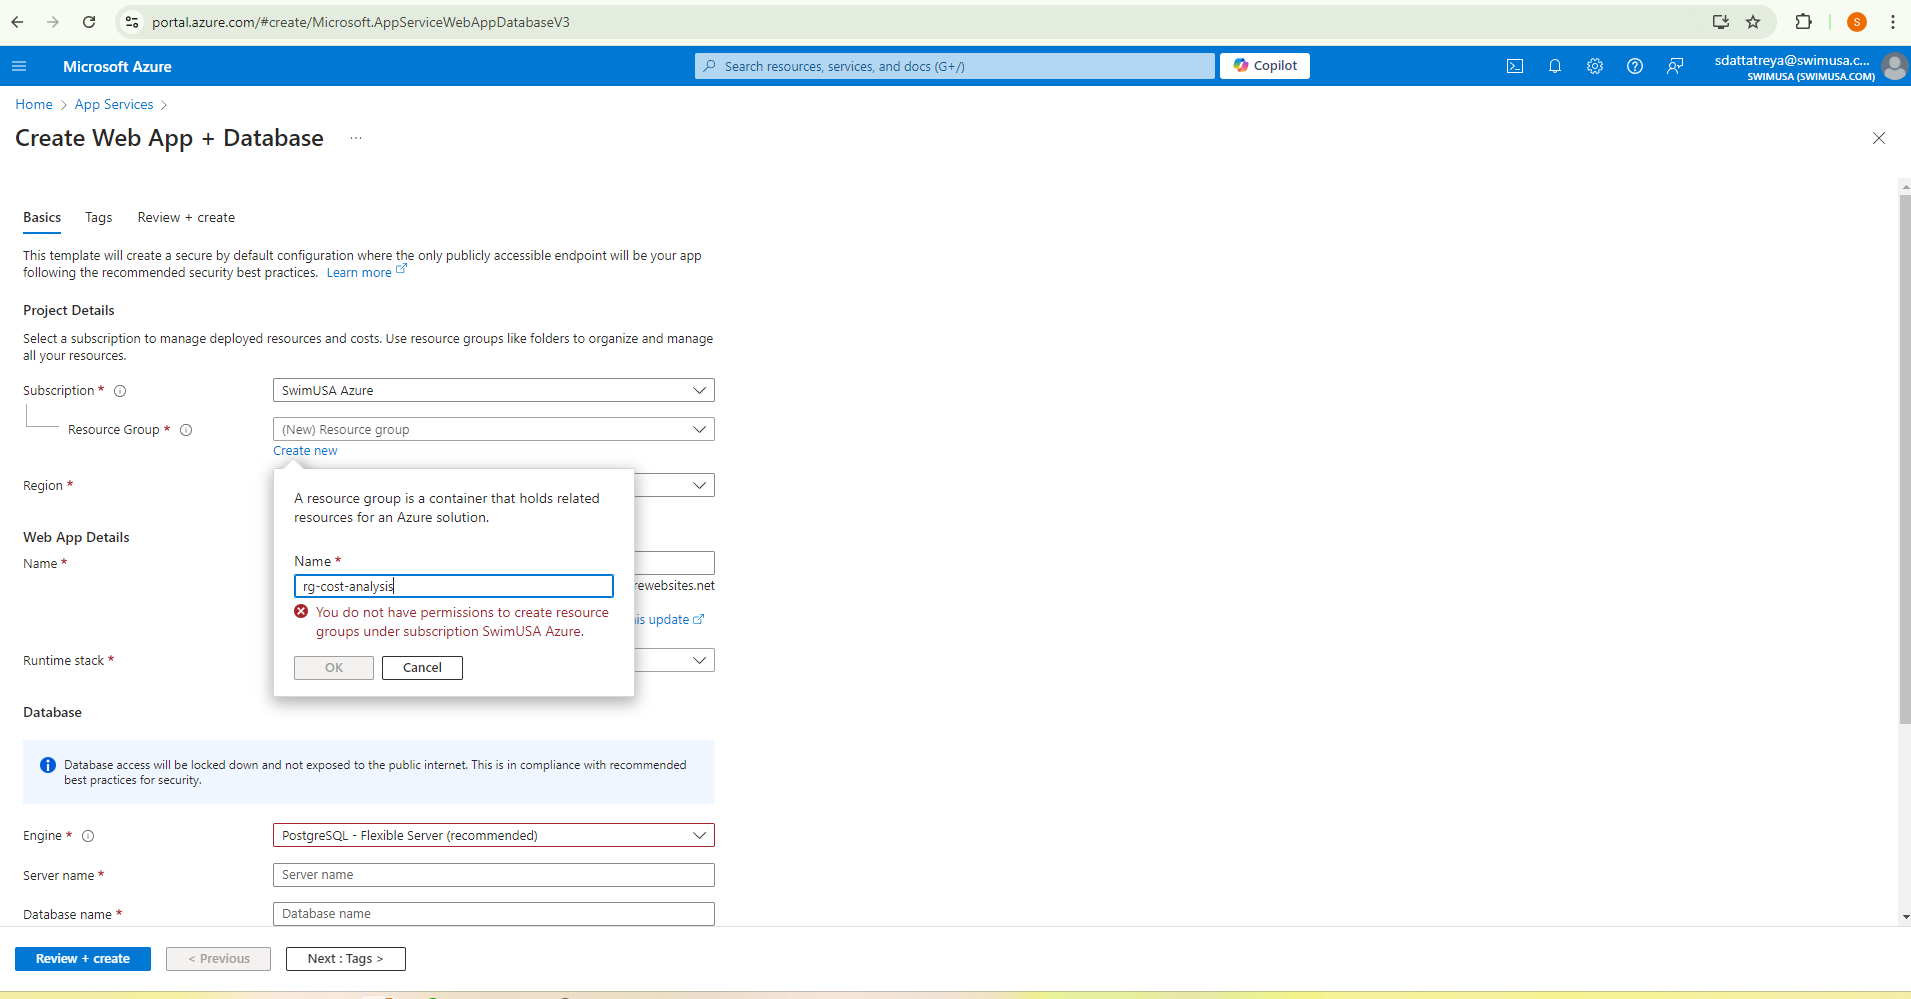 portal.azure.com/#create/Microsoft.AppServiceWebAppDatabaseV3
S
Microsoft Azure
Search resources, services, and docs (G+/)
Copilot
sdattatreya@swimusa.c...
SWIMUSA (SWIMUSA.COM)
Home > App Services >
Create Web App + Database ...
Basics Tags Review + create
This template will create a secure by default configuration where the only publicly accessible endpoint will be your app
following the recommended security best practices. Learn more
Project Details
Select a subscription to manage deployed resources and costs. Use resource groups like folders to organize and manage
all your resources.
Subscription *
SwimUSA Azure
Resource Group *
(New) Resource group
Create new
Region *
A resource group is a container that holds related
resources for an Azure solution.
Web App Details
Name *
Name *
rg-cost-analysis
rewebsites.net
You do not have permissions to create resource
groups under subscription SwimUSA Azure.
is update
OK Cancel
Runtime stack *
Database
Database access will be locked down and not exposed to the public internet. This is in compliance with recommended
best practices for security.
Engine *
PostgreSQL - Flexible Server (recommended)
Server name *
Server name
Database name *
Database name
Review + create < Previous Next : Tags >